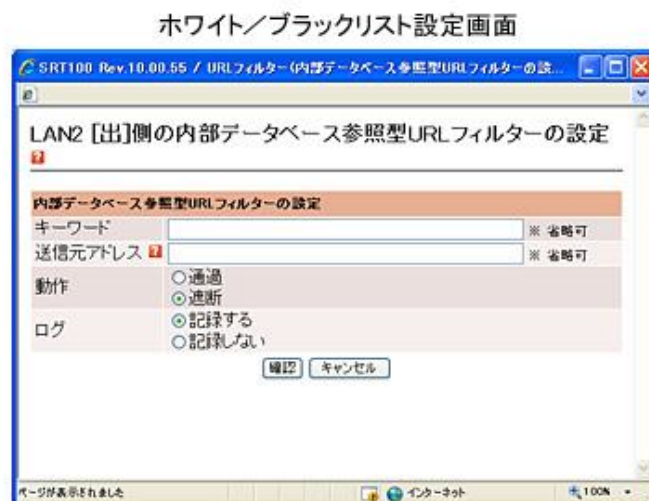 ホワイト／ブラックリスト設定画面
SRT100 Rev.10.00.55 / URLフィルター(内部データベース参照型URLフィルターの設...
LAN2 [出]側の内部データベース参照型URLフィルターの設定
?
内部データベース参照型URLフィルターの設定
キーワード ※ 省略可
送信元アドレス ? ※ 省略可
動作
通過
遮断
ログ
記録する
記録しない
確認 キャンセル
ページが表示されました インターネット 100%